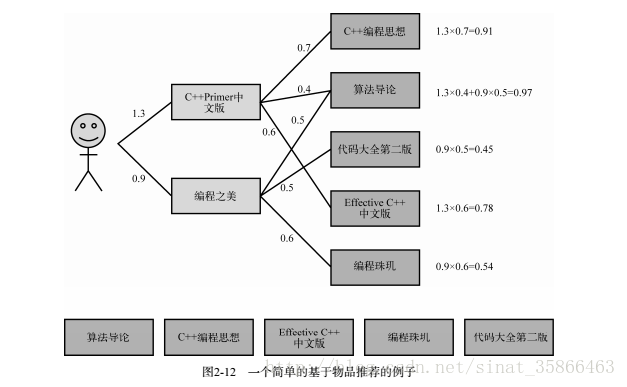 C++编程思想
1.3×0.7=0.91
0.7
C++Primer中
文版
1.3
0.4
算法导论
1.3×0.4+0.9×0.5=0.97
0.6
0.5
代码大全第二版
0.9×0.5=0.45
0.9
编程之美
0.5
Effective C++
中文版
1.3×0.6=0.78
0.6
编程珠玑
0.9×0.6=0.54
算法导论
C++编程思想
Effective C++
中文版
编程珠玑
代码大全第二版
图2-12 一个简单的基于物品推荐的例子
sinat_35866463